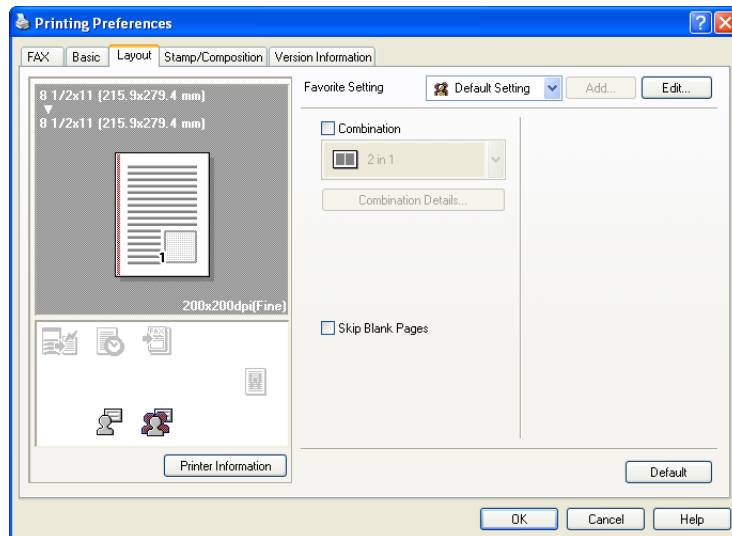 Printing Preferences
FAX Basic Layout Stamp/Composition Version Information
8 1/2x11 (215.9x279.4 mm)
8 1/2x11 (215.9x279.4 mm)
1
200x200dpi(Fine)
Printer Information
Favorite Setting Default Setting Add... Edit...
Combination
2 in 1
Combination Details...
Skip Blank Pages
Default
OK Cancel Help